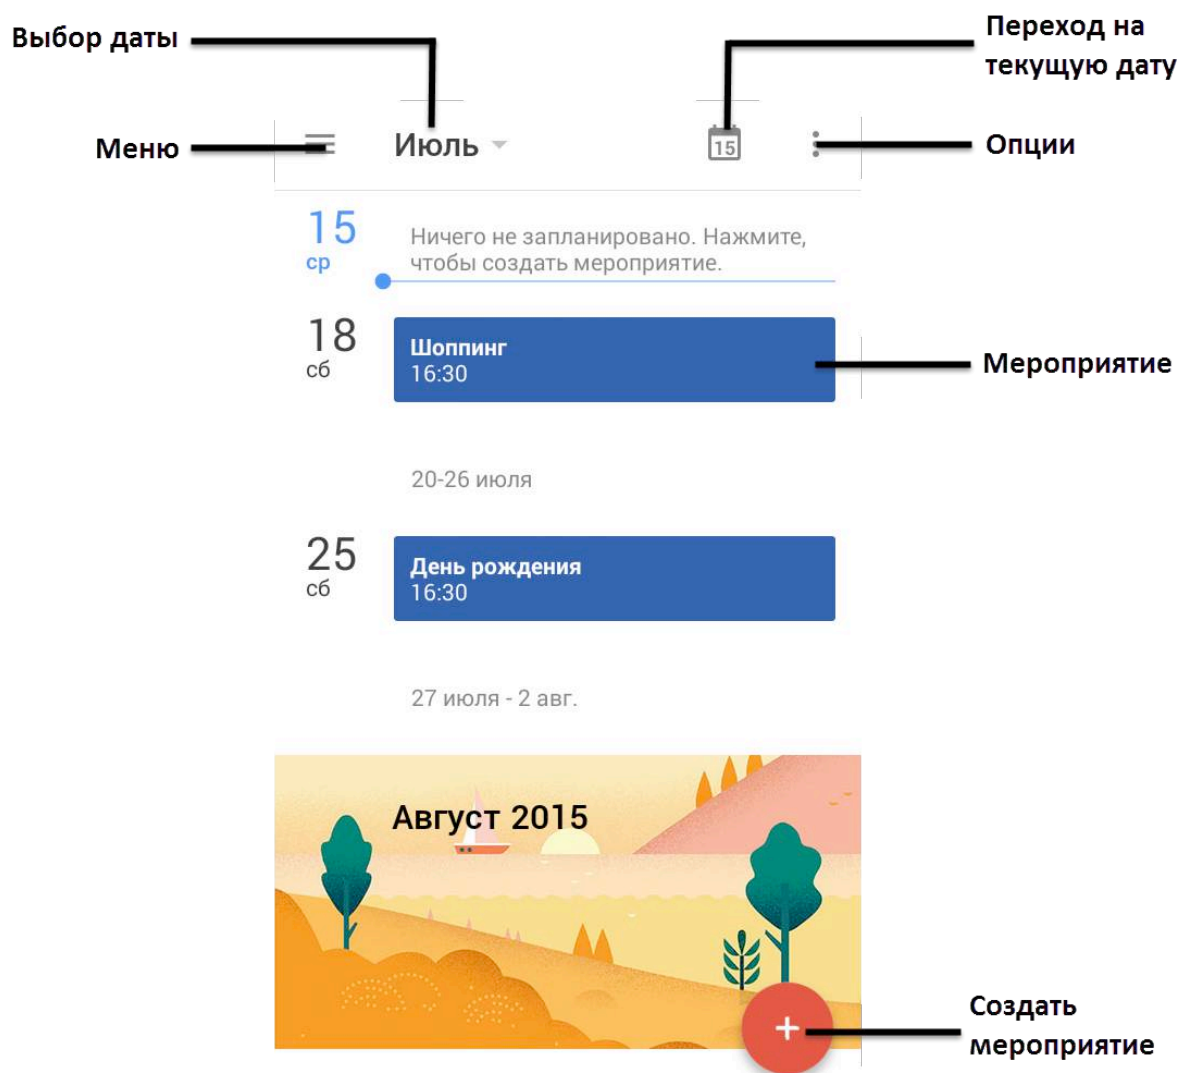 Выбор даты
Переход на
текущую дату
Меню
Июль
15
Опции
15
ср
Ничего не запланировано. Нажмите,
чтобы создать мероприятие.
18
сб
Шоппинг
16:30
Мероприятие
20-26 июля
25
сб
День рождения
16:30
27 июля - 2 авг.
Август 2015
+
Создать
мероприятие